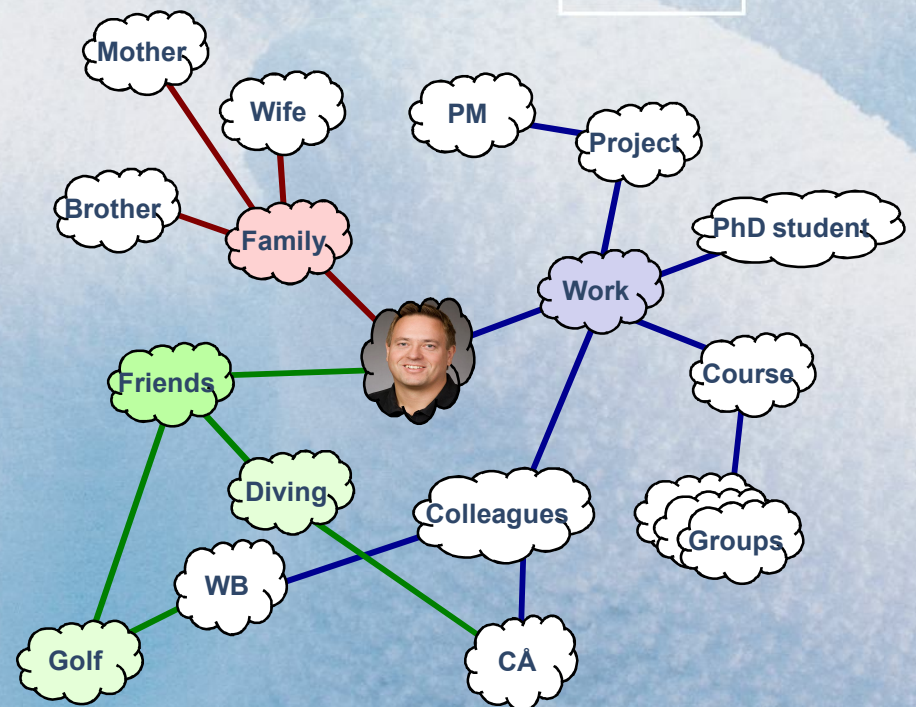 Mother
Wife
PM
Project
Brother
PhD student
Family
Work
Friends
Course
Diving
Colleagues
Groups
WB
Golf
CÅ